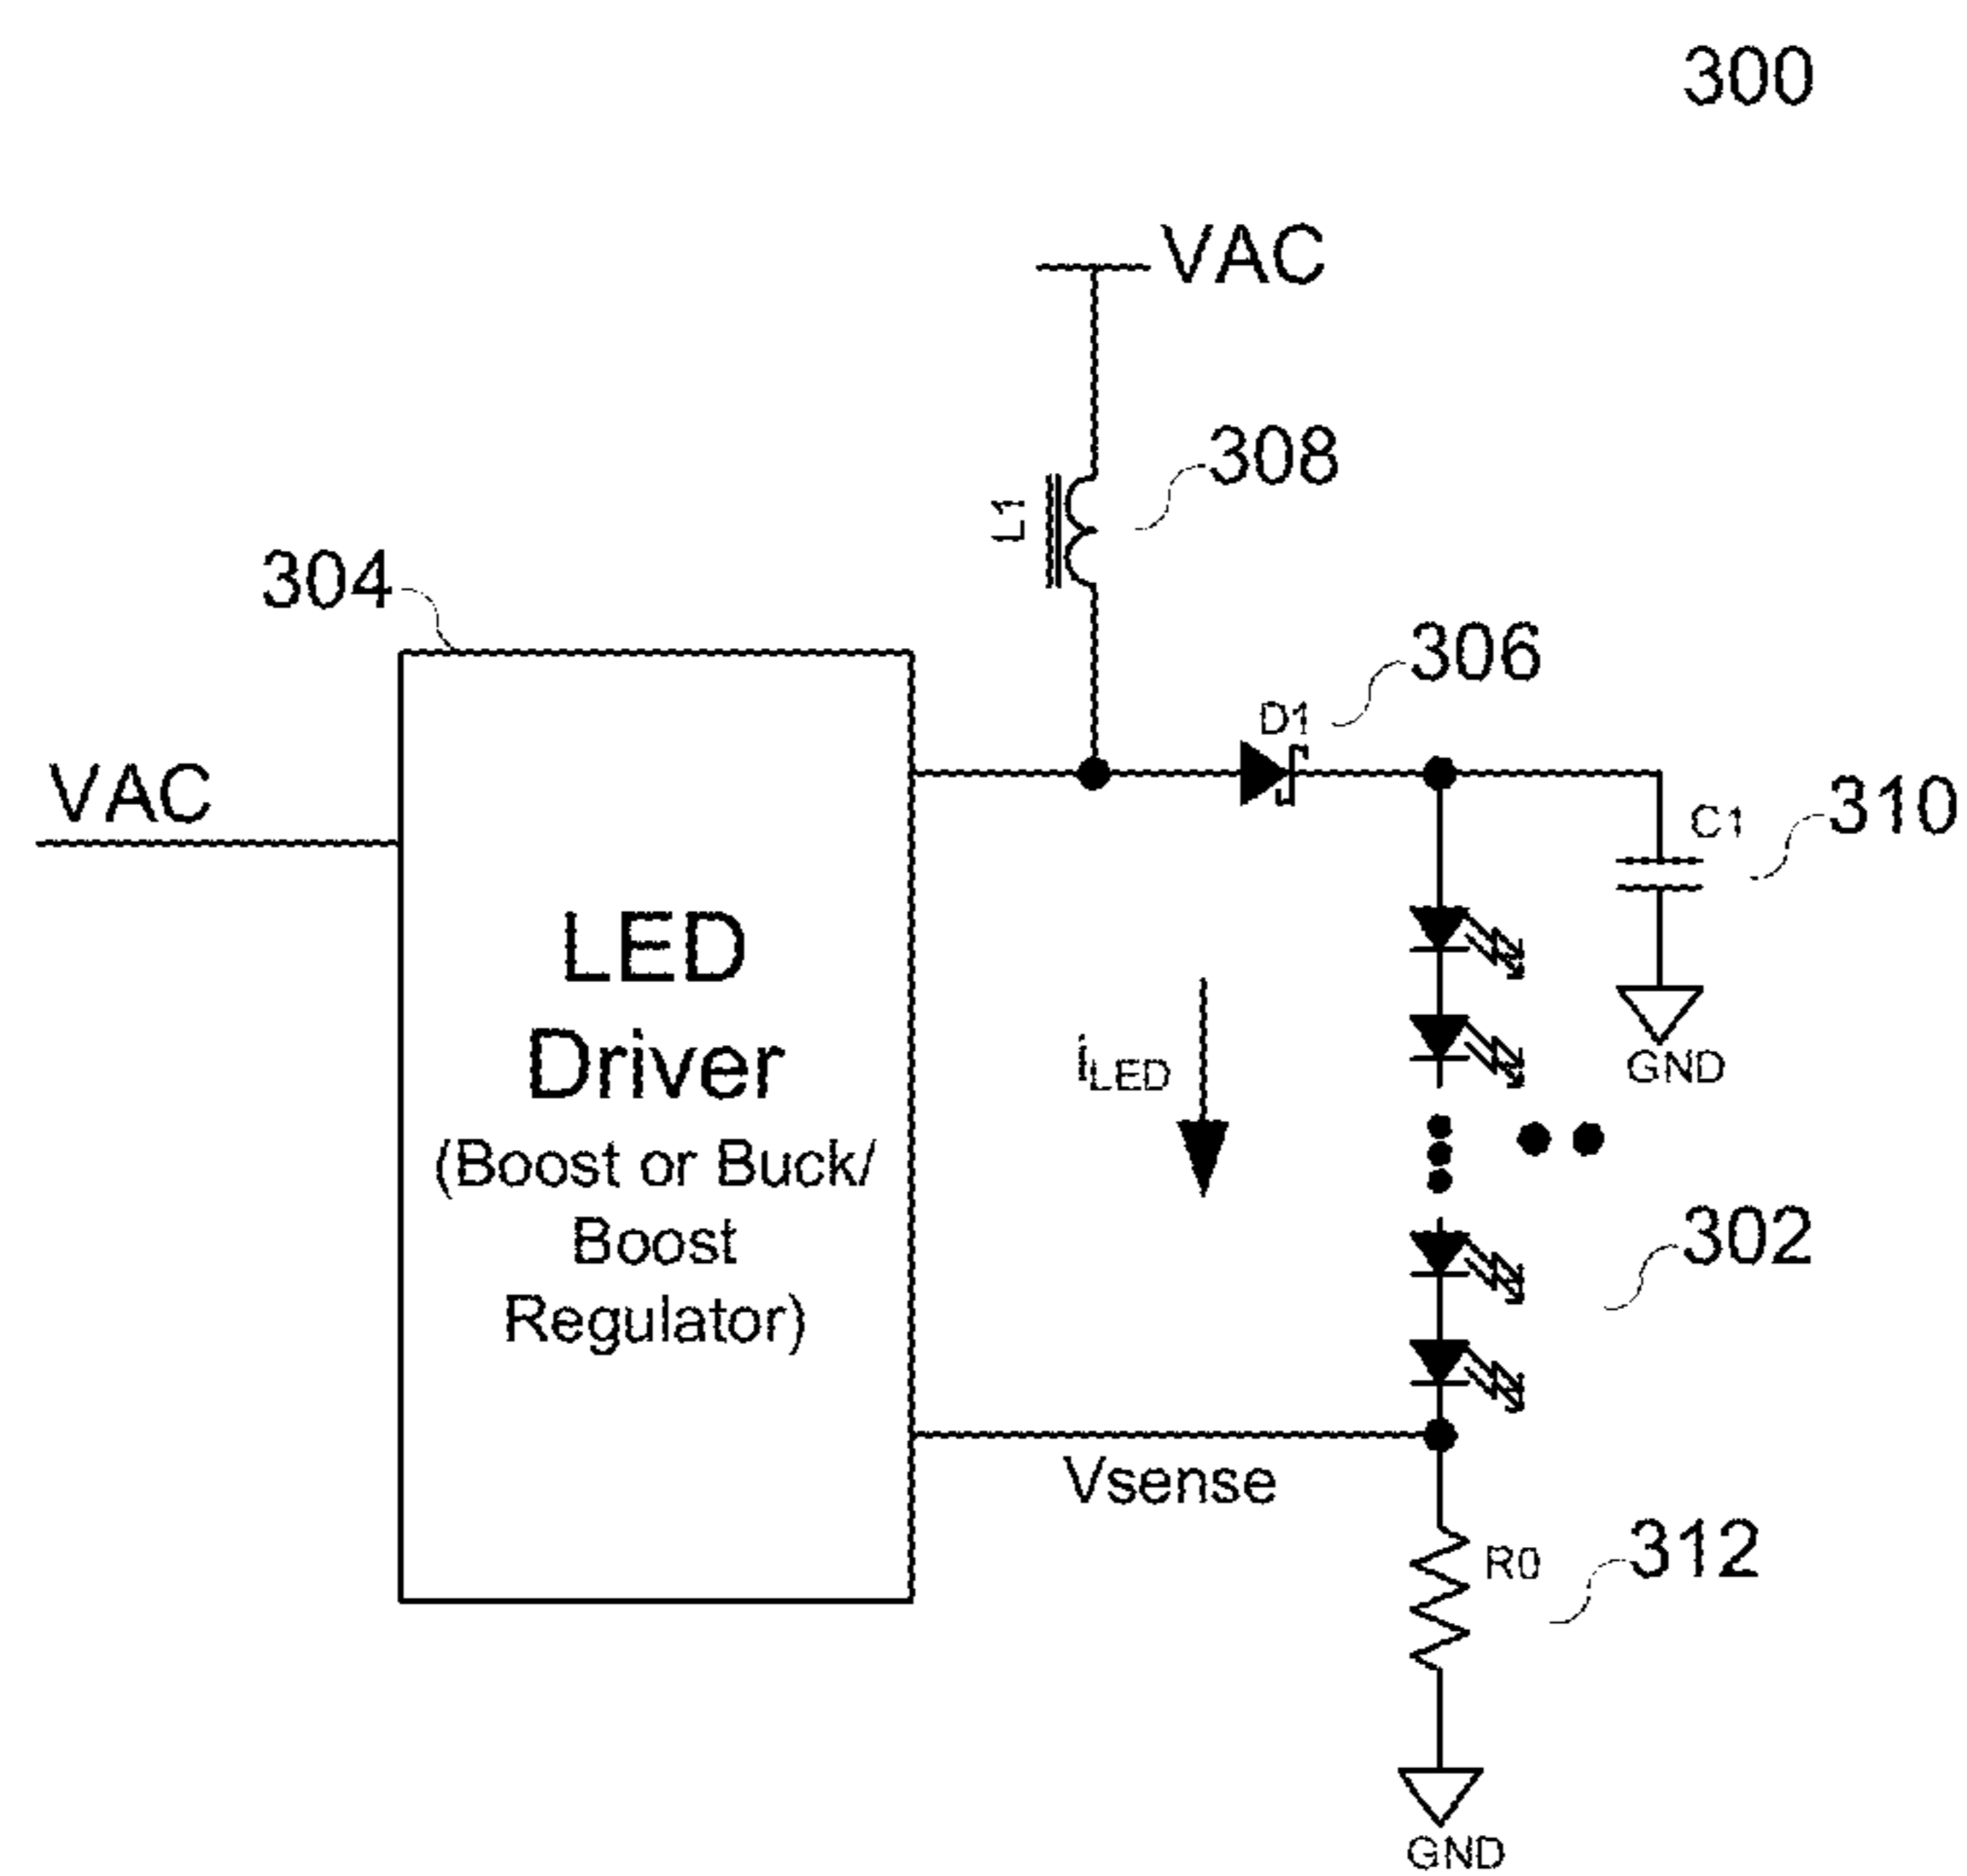 300
VAC
308
L1
304
306
D1
VAC
C1
310
LED
Driver
(Boost or Buck/
Boost
Regulator)
iLED
GND
302
Vsense
R0
312
GND